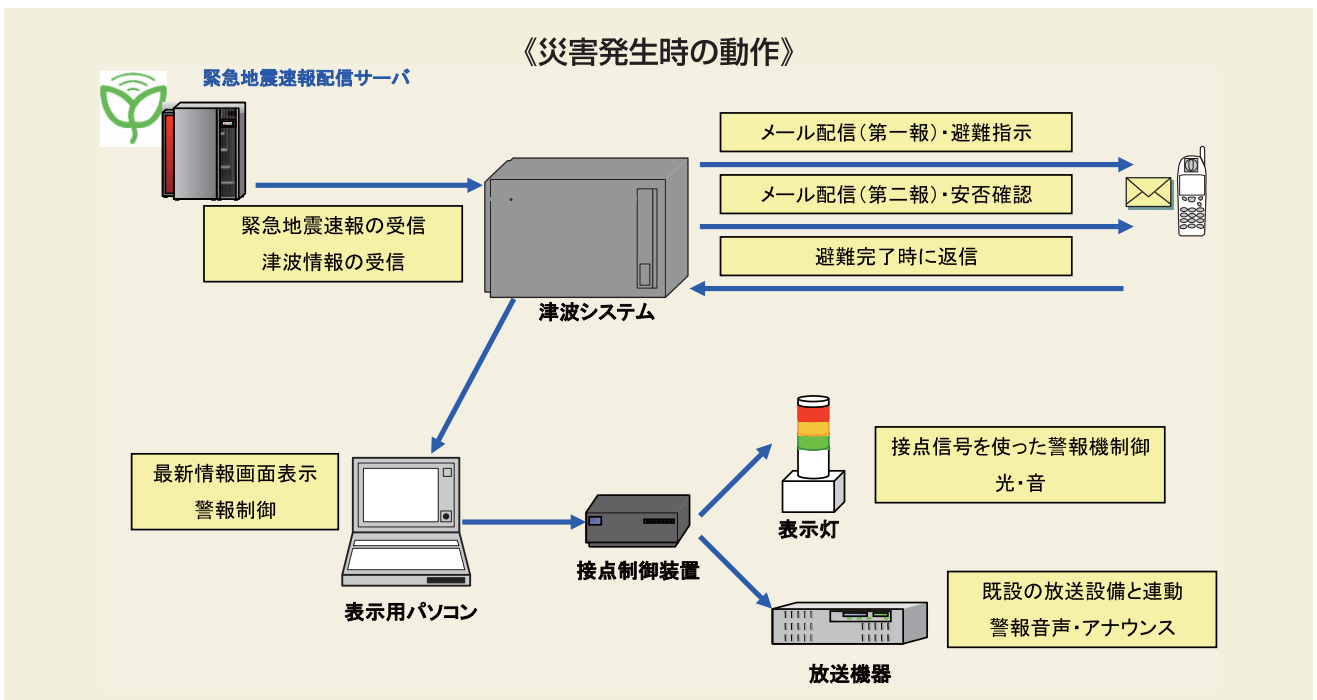 《災害発生時の動作》
緊急地震速報配信サーバ
メール配信（第一報）・避難指示
メール配信（第二報）・安否確認
避難完了時に返信
緊急地震速報の受信
津波情報の受信
津波システム
最新情報画面表示
警報制御
表示用パソコン
接点制御装置
接点信号を使った警報機制御
光・音
表示灯
既設の放送設備と連動
警報音声・アナウンス
放送機器